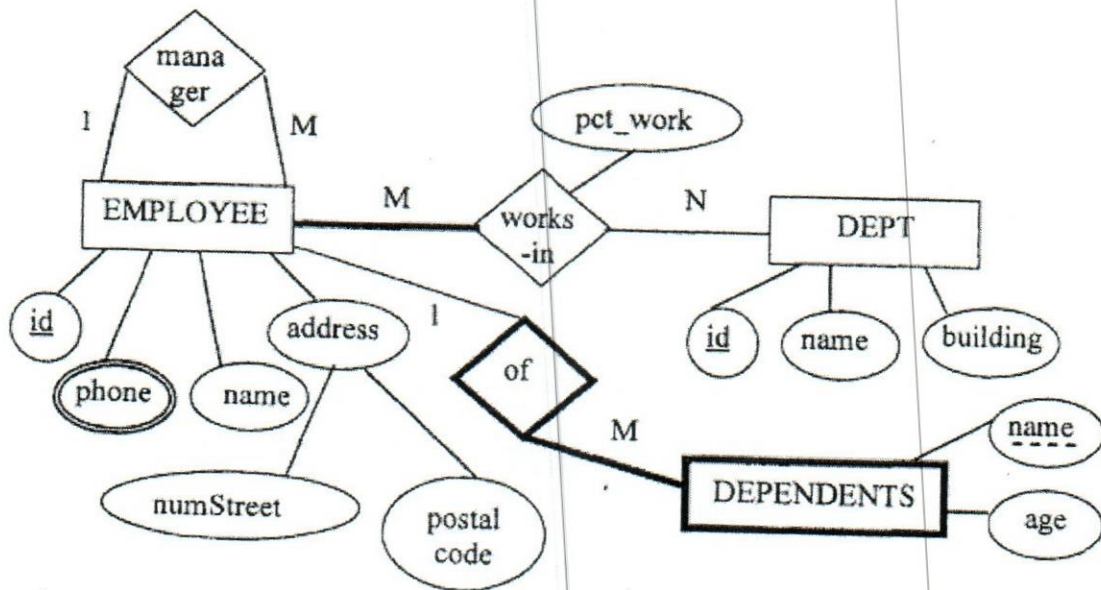 mana
ger
1
M
pct_work
EMPLOYEE
M
works
-in
N
DEPT
id
phone
name
address
1
of
id
name
building
M
name
numStreet
postal
code
DEPENDENTS
age